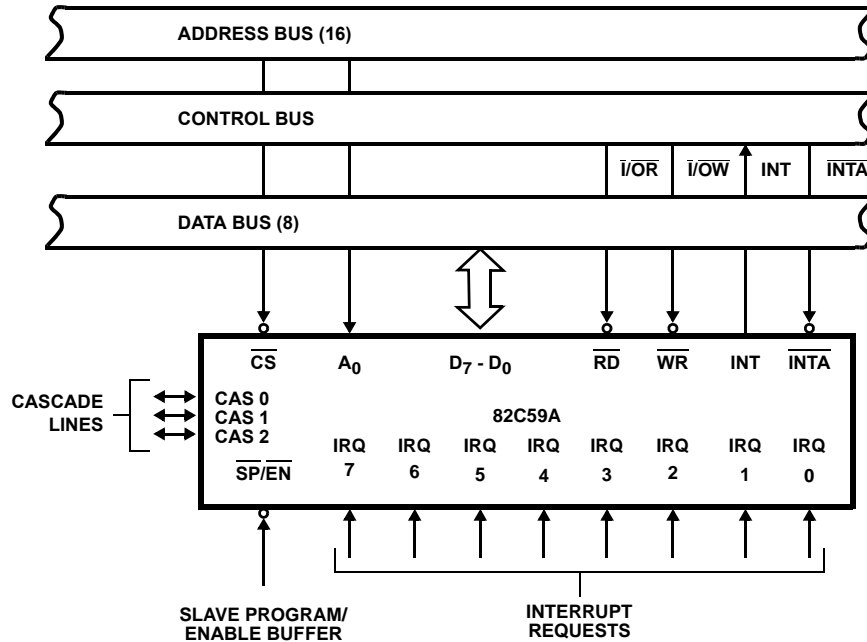 ADDRESS BUS (16)
CONTROL BUS
I/OR I/OW INT INTA
DATA BUS (8)
CS A0 D7 - D0 RD WR INT INTA
CASCADE
LINES
CAS 0
CAS 1
CAS 2
82C59A
SP/EN
IRQ IRQ IRQ IRQ IRQ IRQ IRQ IRQ
7 6 5 4 3 2 1 0
SLAVE PROGRAM/
ENABLE BUFFER
INTERRUPT
REQUESTS